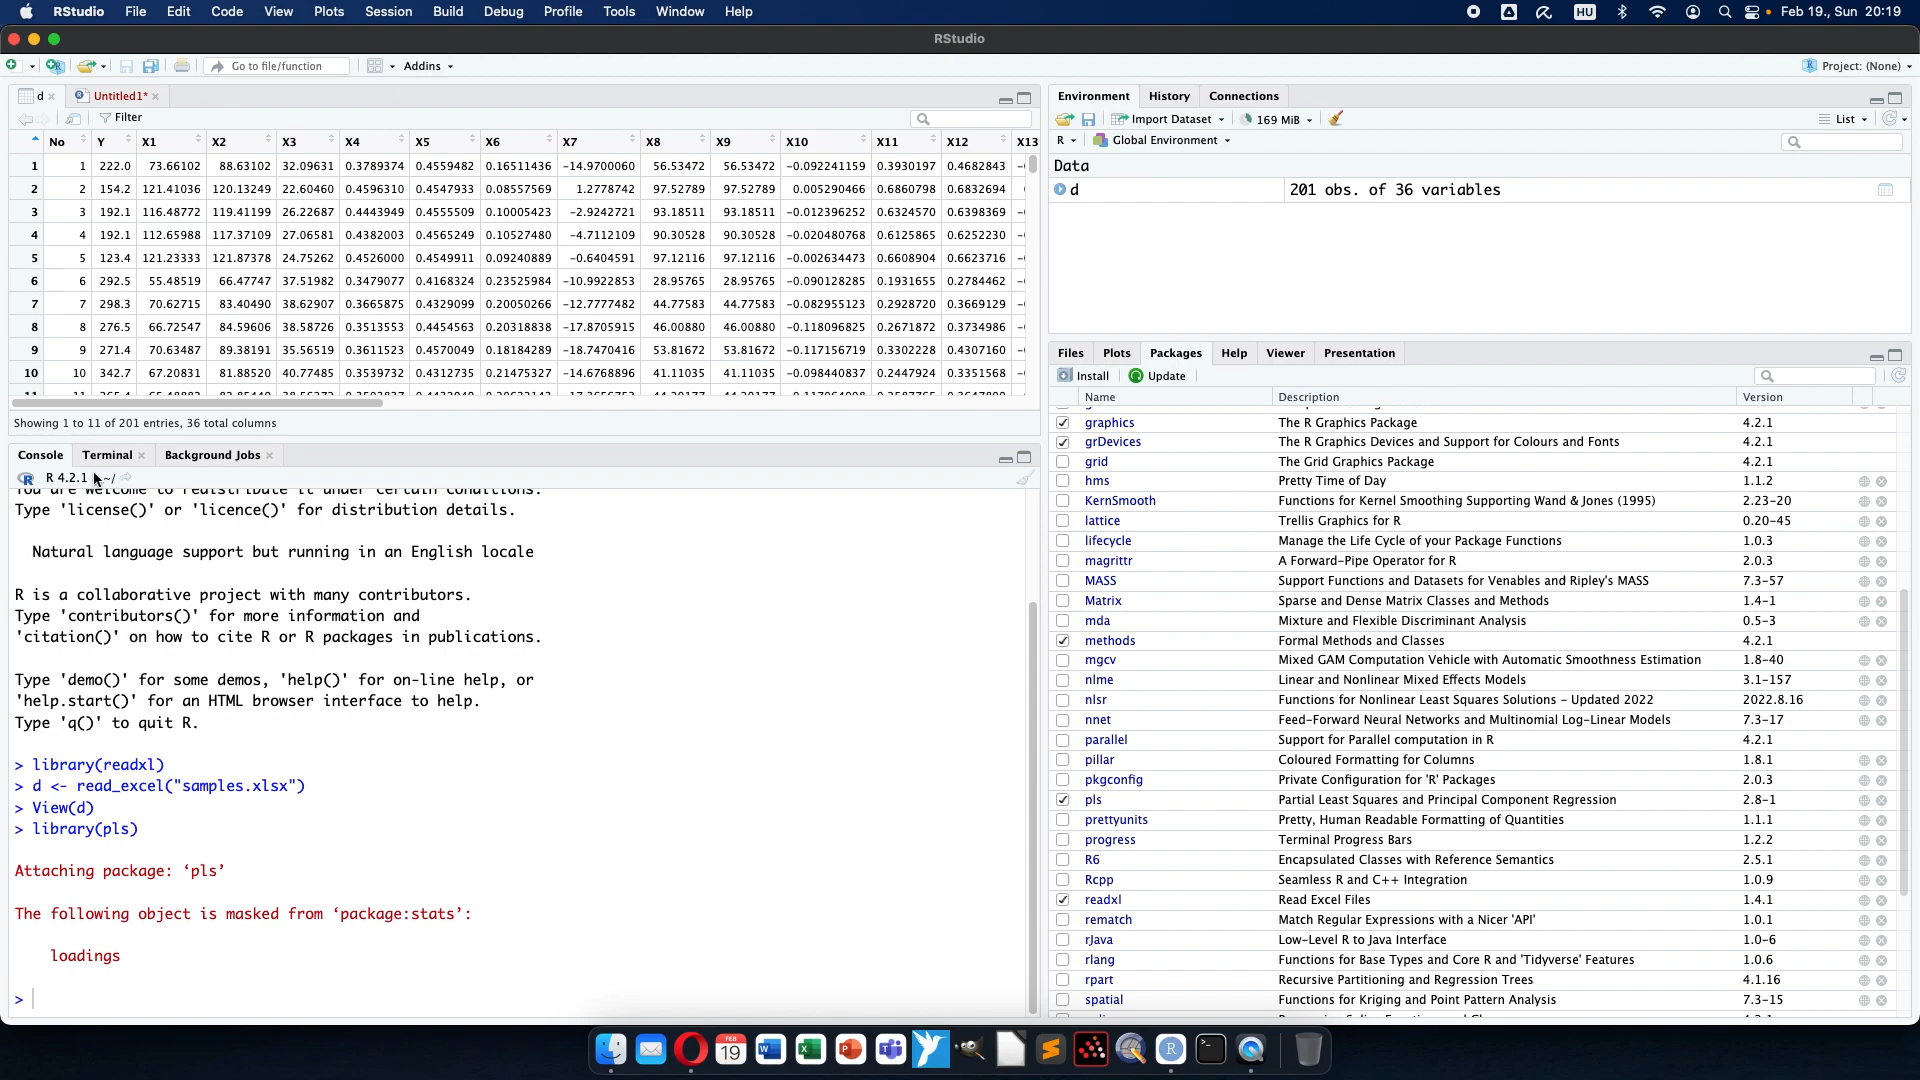 RStudio File Edit Code View Plots Session Build Debug Profile Tools Window Help HU Feb 19., Sun 20:19
RStudio
Go to file/function Addins Project: (None)
d Untitled1*
Filter
No Y X1 X2 X3 X4 X5 X6 X7 X8 X9 X10 X11 X12 X13
1 1 222.0 73.66102 88.63102 32.09631 0.3789374 0.4559482 0.16511436 -14.9700060 56.53472 56.53472 -0.092241159 0.3930197 0.4682843
2 2 154.2 121.41036 120.13249 22.60460 0.4596310 0.4547933 0.08557569 1.2778742 97.52789 97.52789 0.005290466 0.6860798 0.6832694
3 3 192.1 116.48772 119.41199 26.22687 0.4443949 0.4555509 0.10005423 -2.9242721 93.18511 93.18511 -0.012396252 0.6324570 0.6398369
4 4 192.1 112.65988 117.37109 27.06581 0.4382003 0.4565249 0.10527480 -4.7112109 90.30528 90.30528 -0.020480768 0.6125865 0.6252230
5 5 123.4 121.23333 121.87378 24.75262 0.4526000 0.4549911 0.09240889 -0.6404591 97.12116 97.12116 -0.002634473 0.6608904 0.6623716
6 6 292.5 55.48519 66.47747 37.51982 0.3479077 0.4168324 0.23525984 -10.9922853 28.95765 28.95765 -0.090128285 0.1931655 0.2784462
7 7 298.3 70.62715 83.40490 38.62907 0.3665875 0.4329099 0.20050266 -12.7777482 44.77583 44.77583 -0.082955123 0.2928720 0.3669129
8 8 276.5 66.72547 84.59606 38.58726 0.3513553 0.4454563 0.20318838 -17.8705915 46.00880 46.00880 -0.118096825 0.2671872 0.3734986
9 9 271.4 70.63487 89.38191 35.56519 0.3611523 0.4570049 0.18184289 -18.7470416 53.81672 53.81672 -0.117156719 0.3302228 0.4307160
10 10 342.7 67.20831 81.88520 40.77485 0.3539732 0.4312735 0.21475327 -14.6768896 41.11035 41.11035 -0.098440837 0.2447924 0.3351568
Showing 1 to 11 of 201 entries, 36 total columns
Console Terminal Background Jobs
R 4.2.1 ~/
You are welcome to redistribute it under certain conditions.
Type 'license()' or 'licence()' for distribution details.
Natural language support but running in an English locale
R is a collaborative project with many contributors.
Type 'contributors()' for more information and
'citation()' on how to cite R or R packages in publications.
Type 'demo()' for some demos, 'help()' for on-line help, or
'help.start()' for an HTML browser interface to help.
Type 'q()' to quit R.
> library(readxl)
> d <- read_excel("samples.xlsx")
> View(d)
> library(pls)
Attaching package: ‘pls’
The following object is masked from ‘package:stats’:
loadings
>
Environment History Connections
Import Dataset 169 MiB List
R Global Environment
Data
d 201 obs. of 36 variables
Files Plots Packages Help Viewer Presentation
Install Update
Name Description Version
graphics The R Graphics Package 4.2.1
grDevices The R Graphics Devices and Support for Colours and Fonts 4.2.1
grid The Grid Graphics Package 4.2.1
hms Pretty Time of Day 1.1.2
KernSmooth Functions for Kernel Smoothing Supporting Wand & Jones (1995) 2.23-20
lattice Trellis Graphics for R 0.20-45
lifecycle Manage the Life Cycle of your Package Functions 1.0.3
magrittr A Forward-Pipe Operator for R 2.0.3
MASS Support Functions and Datasets for Venables and Ripley's MASS 7.3-57
Matrix Sparse and Dense Matrix Classes and Methods 1.4-1
mda Mixture and Flexible Discriminant Analysis 0.5-3
methods Formal Methods and Classes 4.2.1
mgcv Mixed GAM Computation Vehicle with Automatic Smoothness Estimation 1.8-40
nlme Linear and Nonlinear Mixed Effects Models 3.1-157
nlsr Functions for Nonlinear Least Squares Solutions - Updated 2022 2022.8.16
nnet Feed-Forward Neural Networks and Multinomial Log-Linear Models 7.3-17
parallel Support for Parallel computation in R 4.2.1
pillar Coloured Formatting for Columns 1.8.1
pkgconfig Private Configuration for 'R' Packages 2.0.3
pls Partial Least Squares and Principal Component Regression 2.8-1
prettyunits Pretty, Human Readable Formatting of Quantities 1.1.1
progress Terminal Progress Bars 1.2.2
R6 Encapsulated Classes with Reference Semantics 2.5.1
Rcpp Seamless R and C++ Integration 1.0.9
readxl Read Excel Files 1.4.1
rematch Match Regular Expressions with a Nicer 'API' 1.0.1
rJava Low-Level R to Java Interface 1.0-6
rlang Functions for Base Types and Core R and 'Tidyverse' Features 1.0.6
rpart Recursive Partitioning and Regression Trees 4.1.16
spatial Functions for Kriging and Point Pattern Analysis 7.3-15
FEB
19